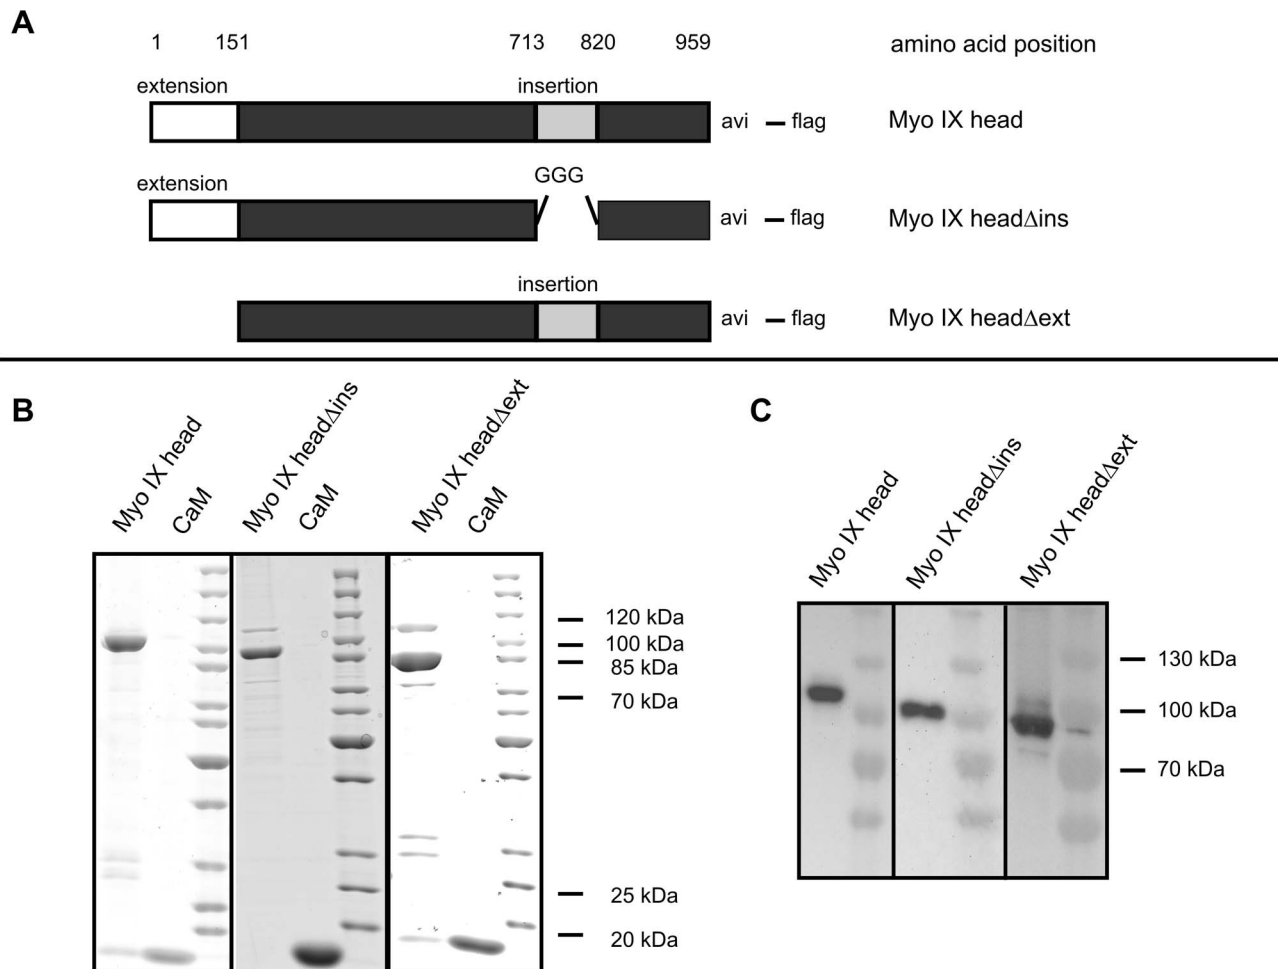 A
1 151 713 820 959 amino acid position
extension insertion
avi – flag Myo IX head
GGG
extension
avi – flag Myo IX headΔins
insertion
avi – flag Myo IX headΔext
B
Myo IX head
CaM
Myo IX headΔins
CaM
Myo IX headΔext
CaM
120 kDa
100 kDa
85 kDa
70 kDa
25 kDa
20 kDa
C
Myo IX head
Myo IX headΔins
Myo IX headΔext
130 kDa
100 kDa
70 kDa